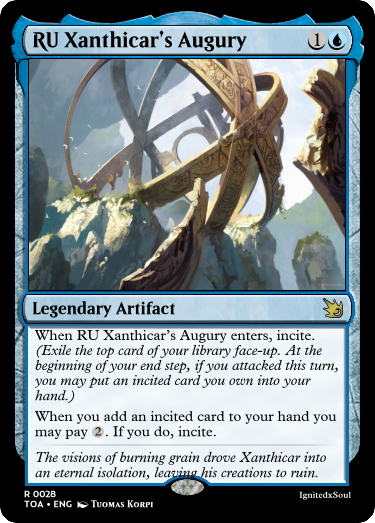 RU Xanthicar's Augury 1
Legendary Artifact
When RU Xanthicar's Augury enters, incite.
(Exile the top card of your library face-up. At the
beginning of your end step, if you attacked this turn,
you may put an incited card you own into your
hand.)
When you add an incited card to your hand you
may pay 2. If you do, incite.
The visions of burning grain drove Xanthicar into
an eternal isolation, leaving his creations to ruin.
R 0028
TOA • ENG Tuomas Korpi
IgnitedxSoul